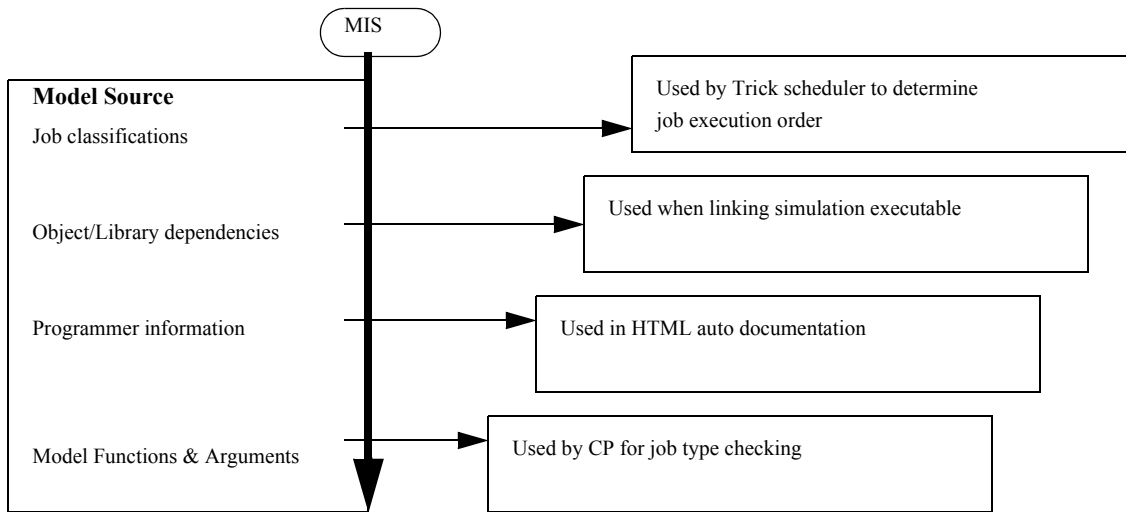 MIS
Model Source
Job classifications
Used by Trick scheduler to determine
job execution order
Object/Library dependencies
Used when linking simulation executable
Programmer information
Used in HTML auto documentation
Model Functions & Arguments
Used by CP for job type checking